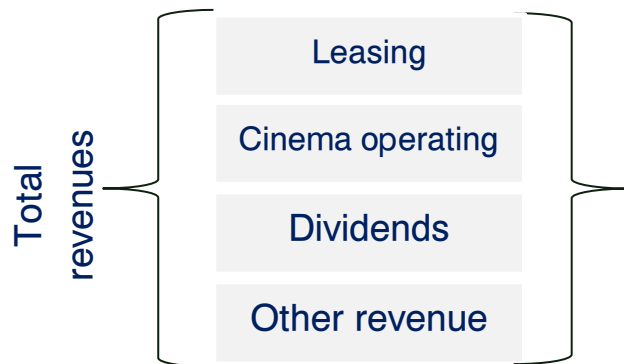 Total
revenues
Leasing
Cinema operating
Dividends
Other revenue